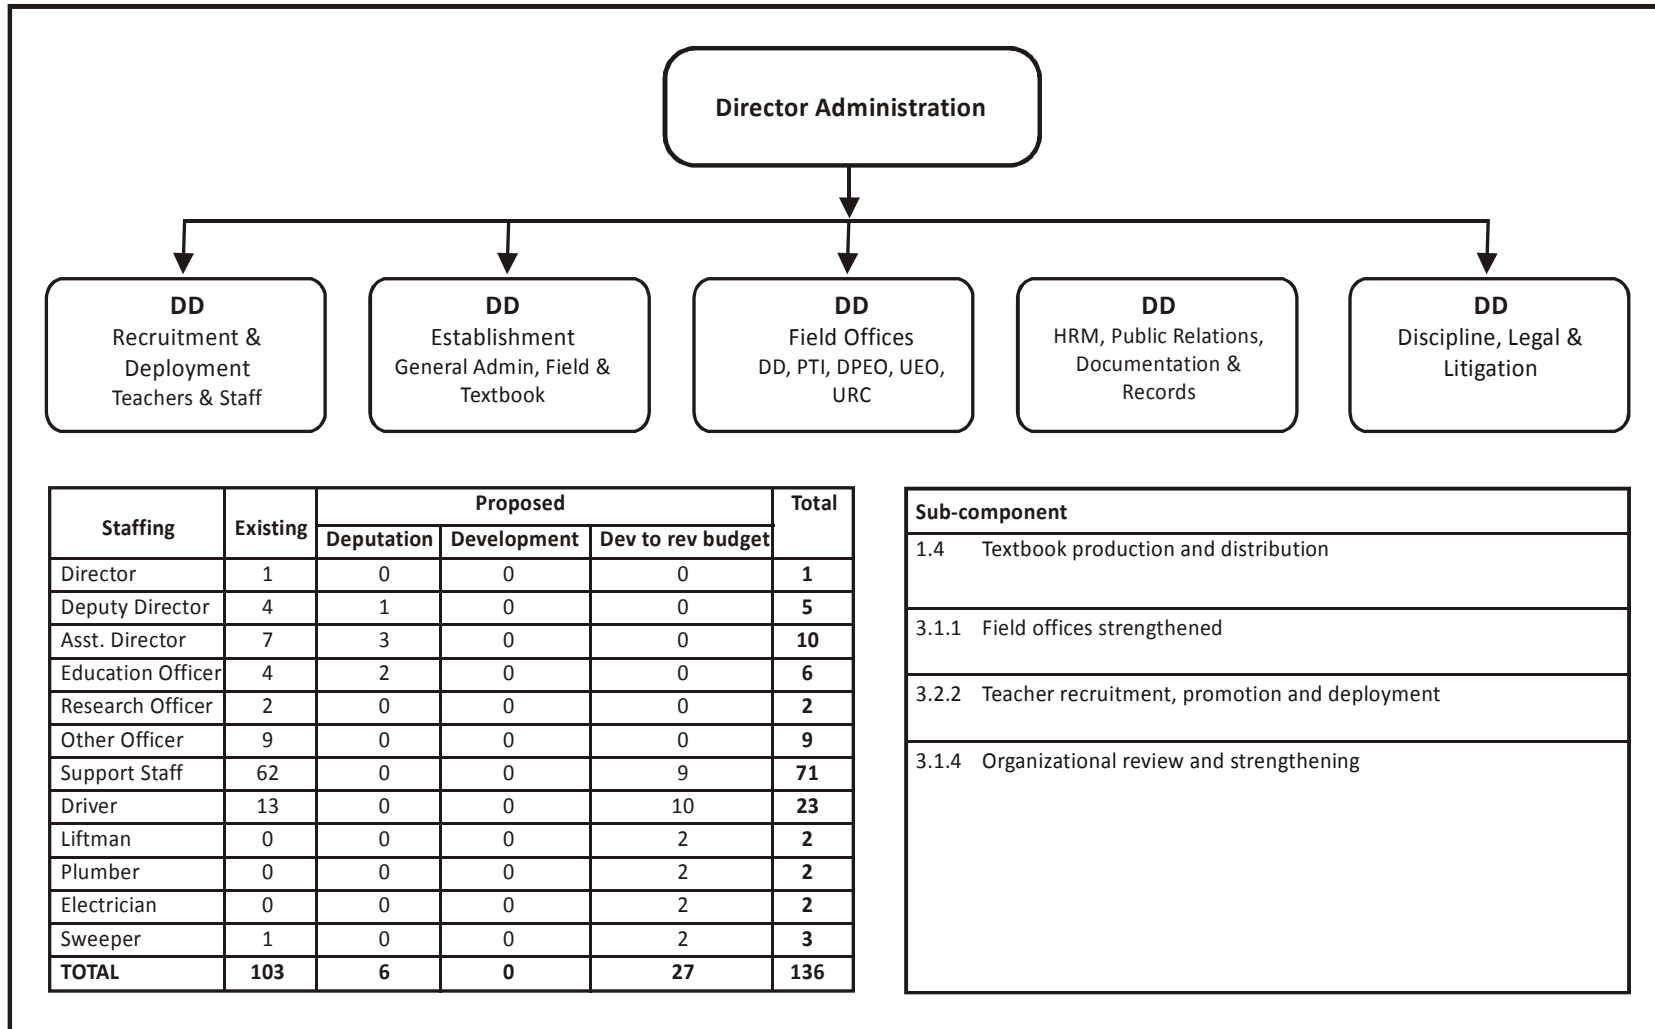 Director Administration
DD
Recruitment &
Deployment
Teachers & Staff
DD
Establishment
General Admin, Field &
Textbook
DD
Field Offices
DD, PTI, DPEO, UEO,
URC
DD
HRM, Public Relations,
Documentation &
Records
DD
Discipline, Legal &
Litigation
Staffing Existing Proposed Total
Deputation Development Dev to rev budget
Director 1 0 0 0 1
Deputy Director 4 1 0 0 5
Asst. Director 7 3 0 0 10
Education Officer 4 2 0 0 6
Research Officer 2 0 0 0 2
Other Officer 9 0 0 0 9
Support Staff 62 0 0 9 71
Driver 13 0 0 10 23
Liftman 0 0 0 2 2
Plumber 0 0 0 2 2
Electrician 0 0 0 2 2
Sweeper 1 0 0 2 3
TOTAL 103 6 0 27 136
Sub-component
1.4 Textbook production and distribution
3.1.1 Field offices strengthened
3.2.2 Teacher recruitment, promotion and deployment
3.1.4 Organizational review and strengthening